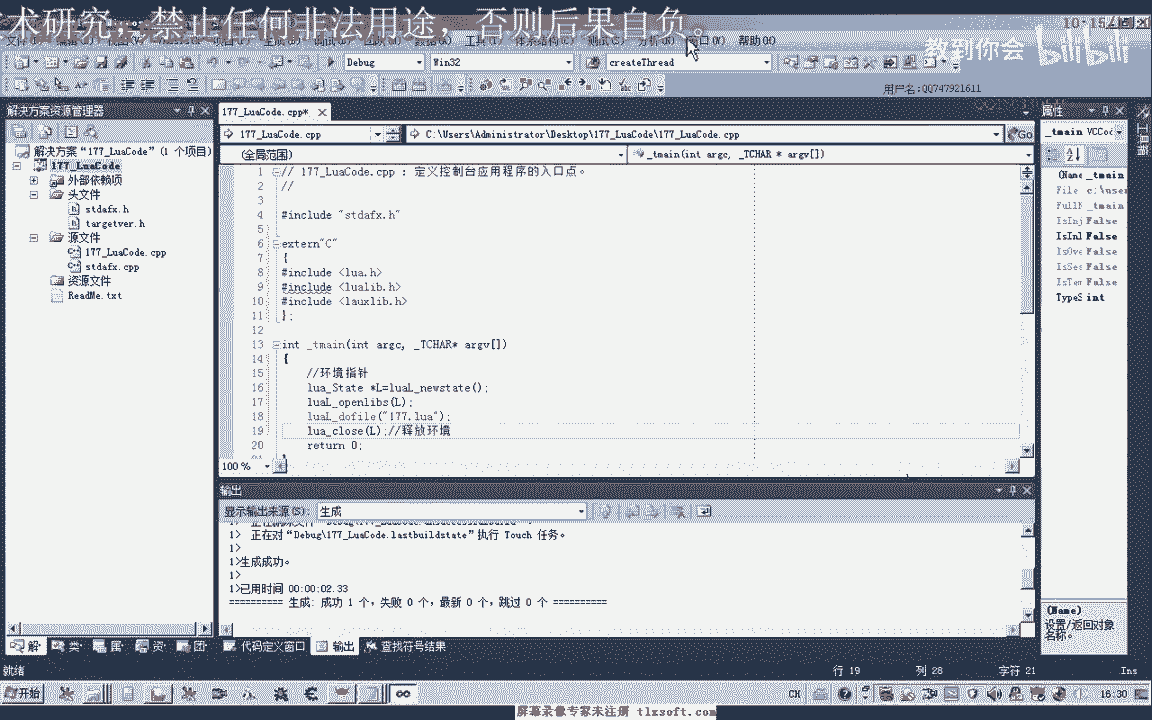 术研究，禁止任何非法用途，否则后果自负。
10:15
帮助(H)
教到你会 bilibili
Debug
Win32
createThread
用户名:QQ747921611
解决方案资源管理器
解决方案“177_LuaCode”(1 个项目)
177_LuaCode
外部依赖项
头文件
stdafx.h
targetver.h
源文件
177_LuaCode.cpp
stdafx.cpp
资源文件
ReadMe.txt
177_LuaCode.cpp*
177_LuaCode.cpp
C:\Users\Administrator\Desktop\177_LuaCode\177_LuaCode.cpp
Go
(全局范围)
_tmain(int argc, _TCHAR * argv[])
1 // 177_LuaCode.cpp : 定义控制台应用程序的入口点。
2 //
3
4 #include "stdafx.h"
5
6 extern"C"
7 {
8 #include <lua.h>
9 #include <lualib.h>
10 #include <lauxlib.h>
11 };
12
13 int _tmain(int argc, _TCHAR* argv[])
14 {
15 //环境指针
16 lua_State *L=luaL_newstate();
17 luaL_openlibs(L);
18 luaL_dofile("177.lua");
19 lua_close(L);//释放环境
20 return 0;
100 %
输出
显示输出来源(S): 生成
1> 正在对“Debug\177_LuaCode.lastbuildstate”执行 Touch 任务。
1>
1>生成成功。
1>
1>已用时间 00:00:02.33
========== 生成: 成功 1 个，失败 0 个，最新 0 个，跳过 0 个 ==========
解
类
属
资
团
代码定义窗口
输出
查找符号结果
属性
_tmain VCCod
(Name _tmain
File c:\user
FullN _tmain
IsInj False
IsInl False
IsOve False
IsSea False
IsTem False
TypeS int
(Name)
设置/返回对象名称。
工具箱
就绪
行 19
列 28
字符 21
Ins
开始
CH
16:30
屏幕录像专家未注册 tlxsoft.com